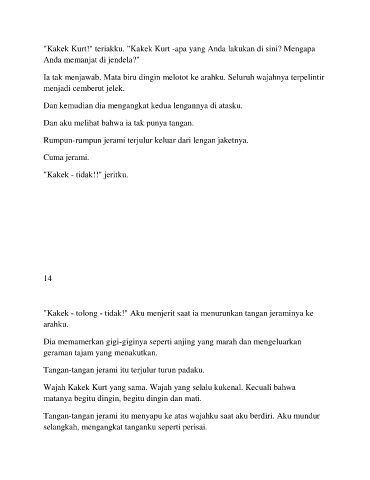 "Kakek Kurt!" teriakku. "Kakek Kurt -apa yang Anda lakukan di sini? Mengapa
Anda memanjat di jendela?"
Ia tak menjawab. Mata biru dingin melotot ke arahku. Seluruh wajahnya terpelintir
menjadi cemberut jelek.
Dan kemudian dia mengangkat kedua lengannya di atasku.
Dan aku melihat bahwa ia tak punya tangan.
Rumpun-rumpun jerami terjulur keluar dari lengan jaketnya.
Cuma jerami.
"Kakek - tidak!!" jeritku.
14
"Kakek - tolong - tidak!" Aku menjerit saat ia menurunkan tangan jeraminya ke
arahku.
Dia memamerkan gigi-giginya seperti anjing yang marah dan mengeluarkan
geraman tajam yang menakutkan.
Tangan-tangan jerami itu terjulur turun padaku.
Wajah Kakek Kurt yang sama. Wajah yang selalu kukenal. Kecuali bahwa
matanya begitu dingin, begitu dingin dan mati.
Tangan-tangan jerami itu menyapu ke atas wajahku saat aku berdiri. Aku mundur
selangkah, mengangkat tanganku seperti perisai.